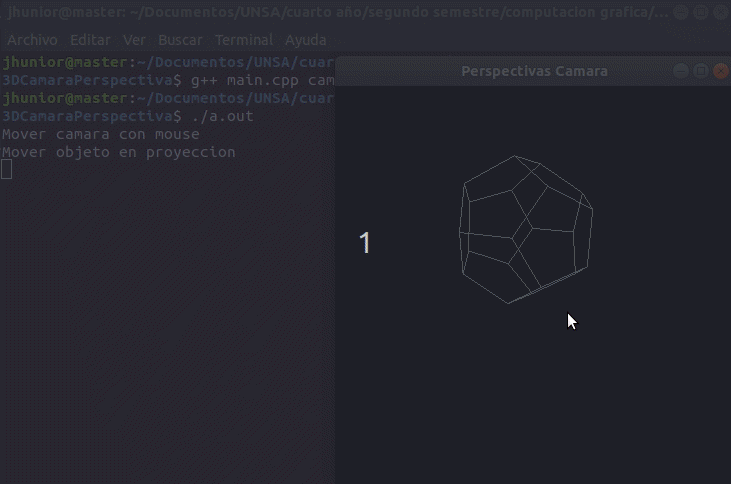 jhunior@master: ~/Documentos/UNSA/cuarto año/segundo semestre/computacion grafica/...
Archivo Editar Ver Buscar Terminal Ayuda
jhunior@master:~/Documentos/UNSA/cuar
3DCamaraPerspectiva$ g++ main.cpp cam
jhunior@master:~/Documentos/UNSA/cuar
3DCamaraPerspectiva$ ./a.out
Mover camara con mouse
Mover objeto en proyeccion
Perspectivas Camara
1